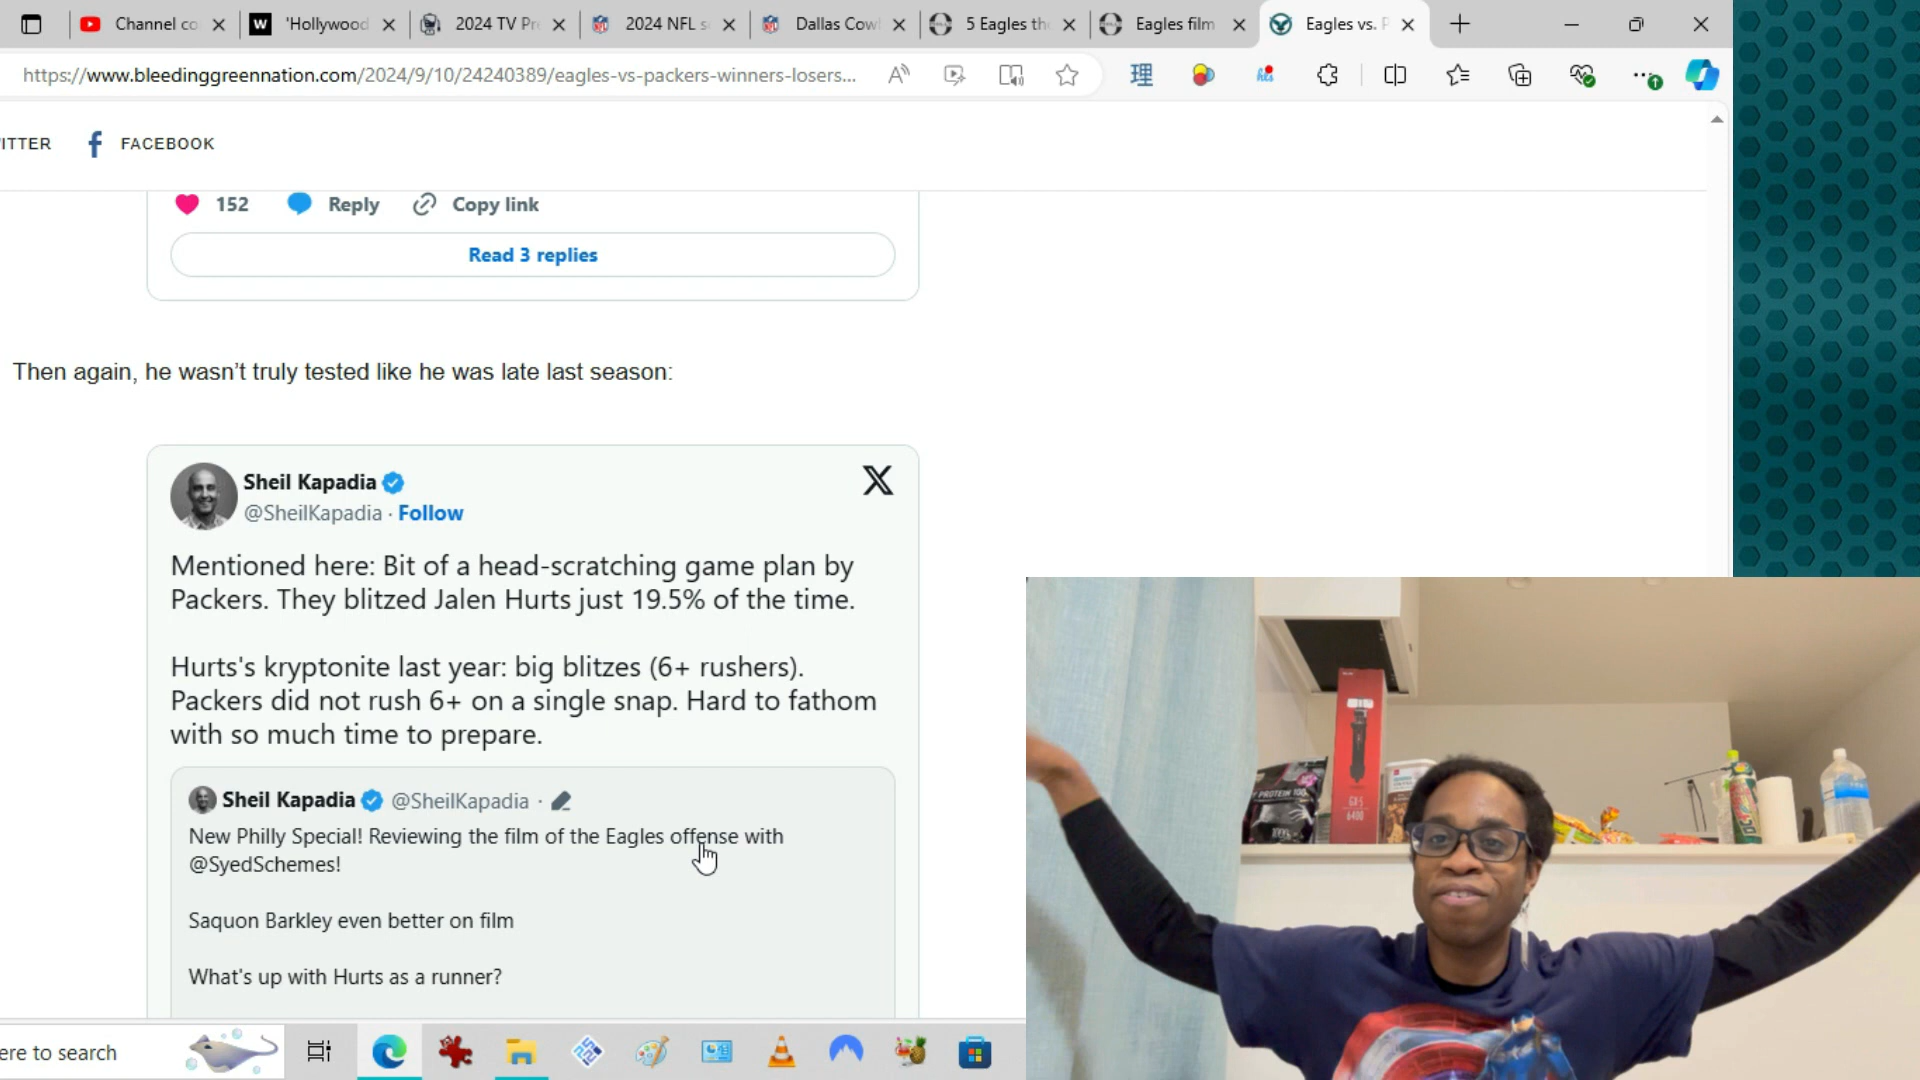 Channel co
'Hollywood
2024 TV Pr
2024 NFL s
Dallas Cow
5 Eagles th
Eagles film
Eagles vs. P
https://www.bleedinggreennation.com/2024/9/10/24240389/eagles-vs-packers-winners-losers...
ITTER
FACEBOOK
152 Reply Copy link
Read 3 replies
Then again, he wasn't truly tested like he was late last season:
Sheil Kapadia
@SheilKapadia · Follow
Mentioned here: Bit of a head-scratching game plan by
Packers. They blitzed Jalen Hurts just 19.5% of the time.
Hurts's kryptonite last year: big blitzes (6+ rushers).
Packers did not rush 6+ on a single snap. Hard to fathom
with so much time to prepare.
Sheil Kapadia @SheilKapadia ·
New Philly Special! Reviewing the film of the Eagles offense with
@SyedSchemes!
Saquon Barkley even better on film
What's up with Hurts as a runner?
ere to search
PROTEIN 100
6400